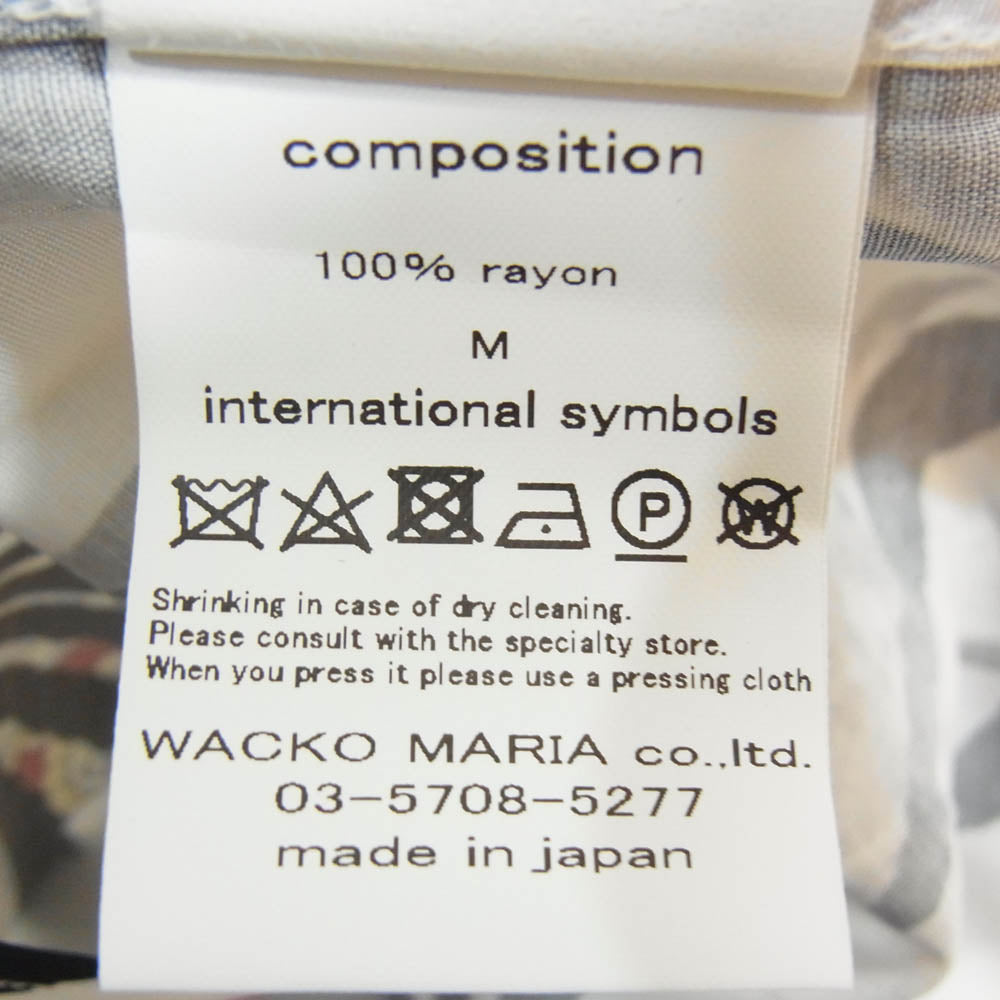 composition
100% rayon
M
international symbols
P W
Shrinking in case of dry cleaning.
Please consult with the specialty store.
When you press it please use a pressing cloth
WACKO MARIA co.,ltd.
03-5708-5277
made in japan